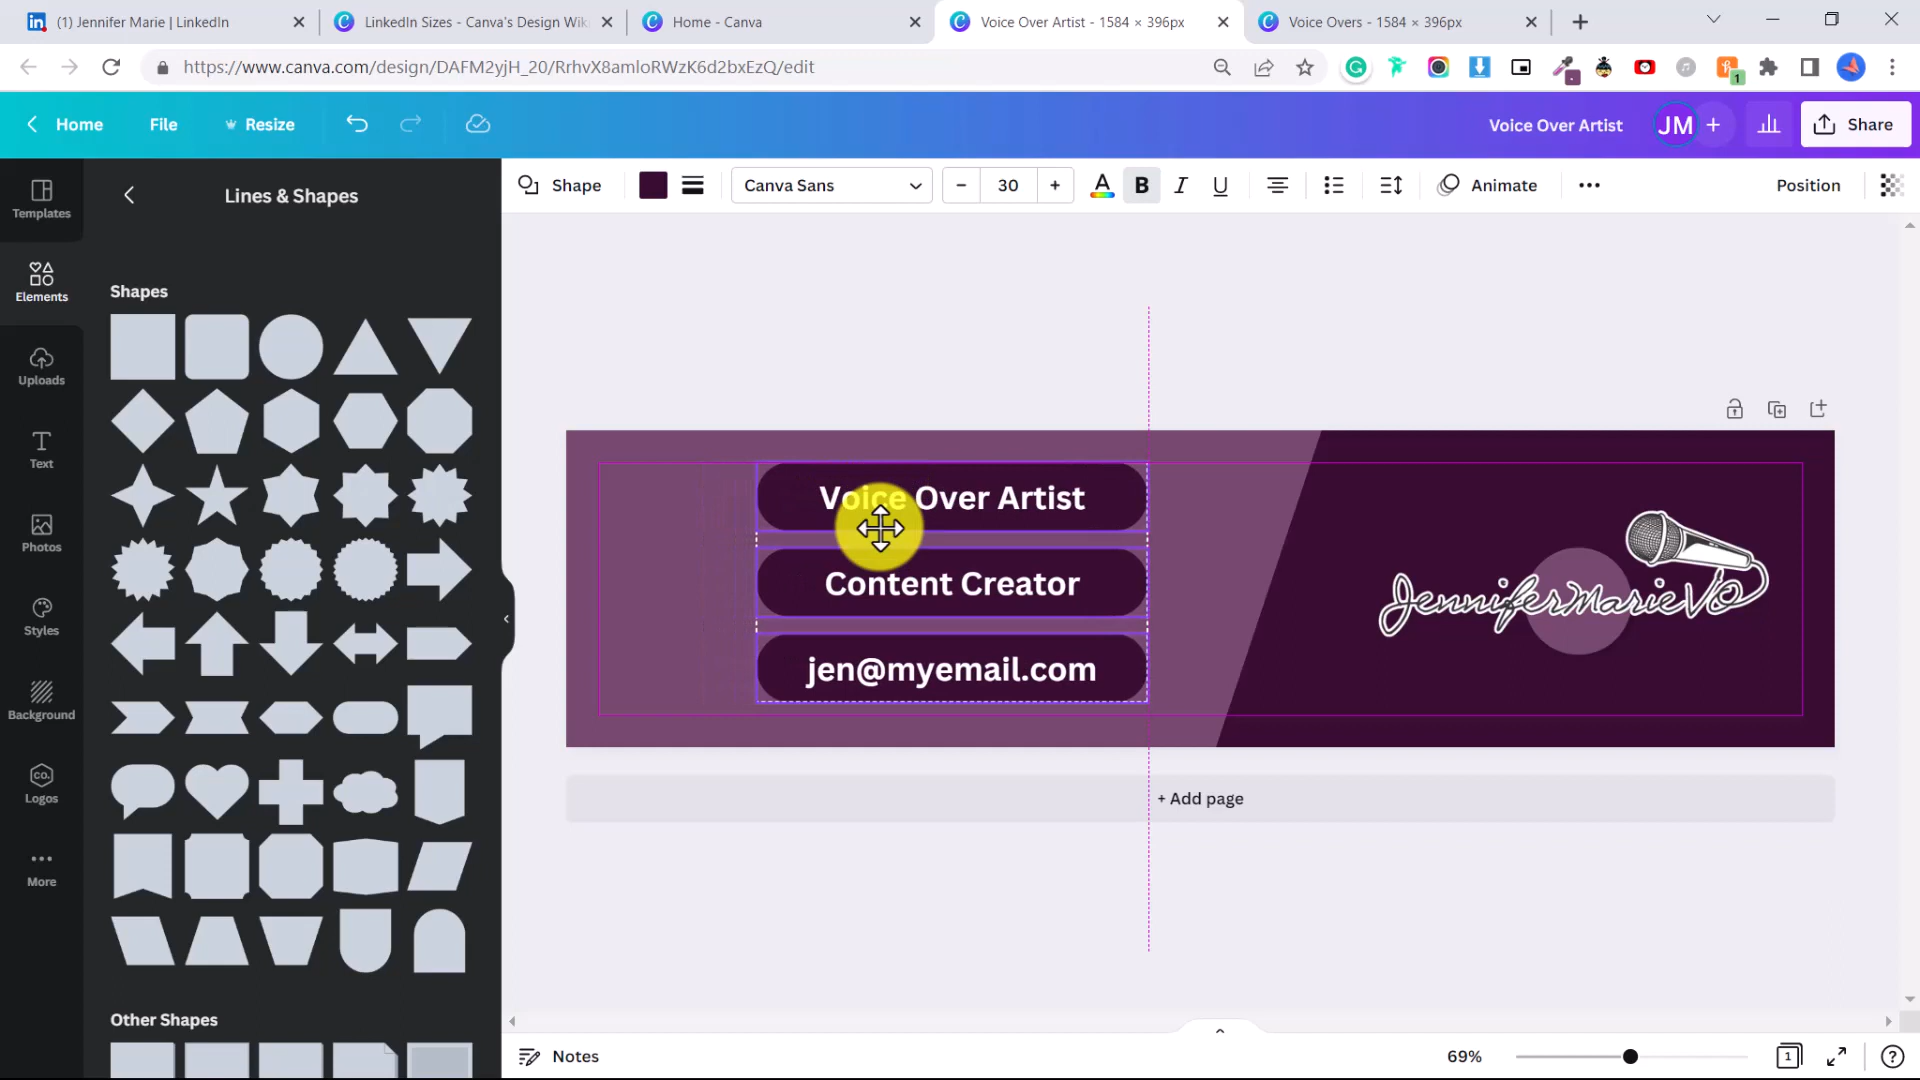 (1) Jennifer Marie | LinkedIn
LinkedIn Sizes - Canva's Design Wik
Home - Canva
Voice Over Artist - 1584 × 396px
Voice Overs - 1584 × 396px
https://www.canva.com/design/DAFM2yjH_20/RrhvX8amloRWzK6d2bxEzQ/edit
1
Home
File
Resize
Voice Over Artist
JM
Share
Templates
Elements
Uploads
Text
Photos
Styles
Background
CO.
Logos
More
Lines & Shapes
Shapes
Other Shapes
Shape
Canva Sans
30
A
B
I
U
Animate
Position
Voice Over Artist
Content Creator
jen@myemail.com
JenniferMarieVO
+ Add page
Notes
69%
1